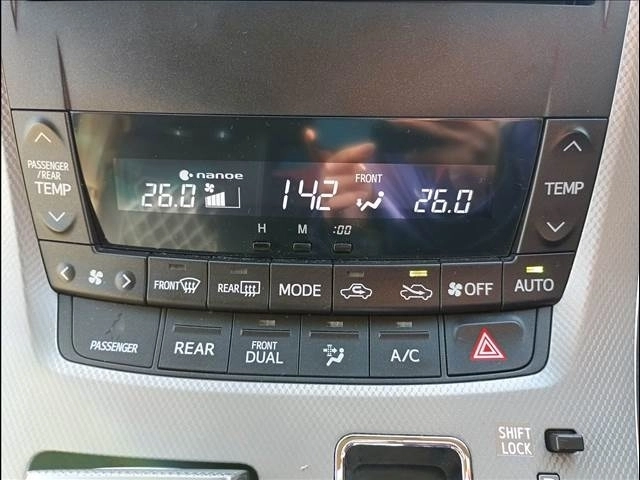 PASSENGER
/REAR
TEMP
nanoe
26.0
142
FRONT
26.0
TEMP
H M :00
FRONT REAR MODE OFF AUTO
PASSENGER REAR FRONT
DUAL A/C
SHIFT
LOCK
P